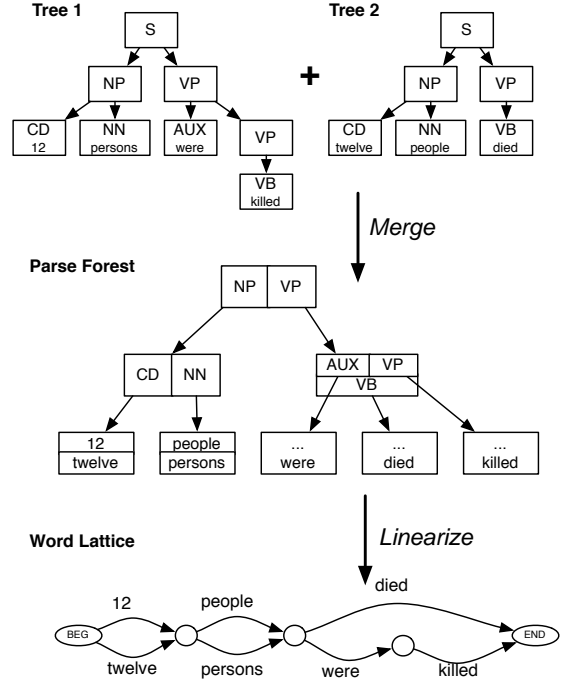 Tree 1
Tree 2
S
S
NP
VP
+
NP
VP
CD
12
NN
persons
AUX
were
VP
CD
twelve
NN
people
VB
died
VB
killed
Merge
Parse Forest
NP VP
CD NN
AUX VP
VB
12
twelve
people
persons
...
were
...
died
...
killed
Linearize
Word Lattice
died
12
people
BEG
END
twelve
persons
were
killed